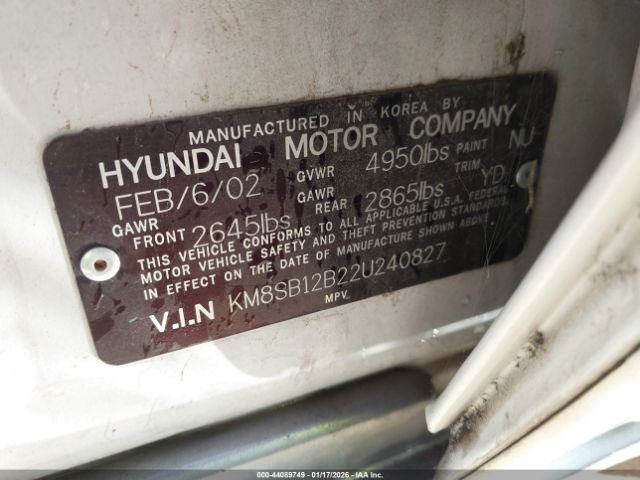 MANUFACTURED IN KOREA BY
HYUNDAI MOTOR COMPANY
FEB/6/02 GVWR 4950lbs PAINT NU
GAWR FRONT 2645lbs GAWR REAR 2865lbs TRIM YD
THIS VEHICLE CONFORMS TO ALL APPLICABLE U.S.A. FEDERAL
MOTOR VEHICLE SAFETY AND THEFT PREVENTION STANDARDS
IN EFFECT ON THE DATE OF MANUFACTURE SHOWN ABOVE.
V.I.N KM8SB12B22U240827
MPV
000-44089749 - 01/17/2026 - IAA Inc.